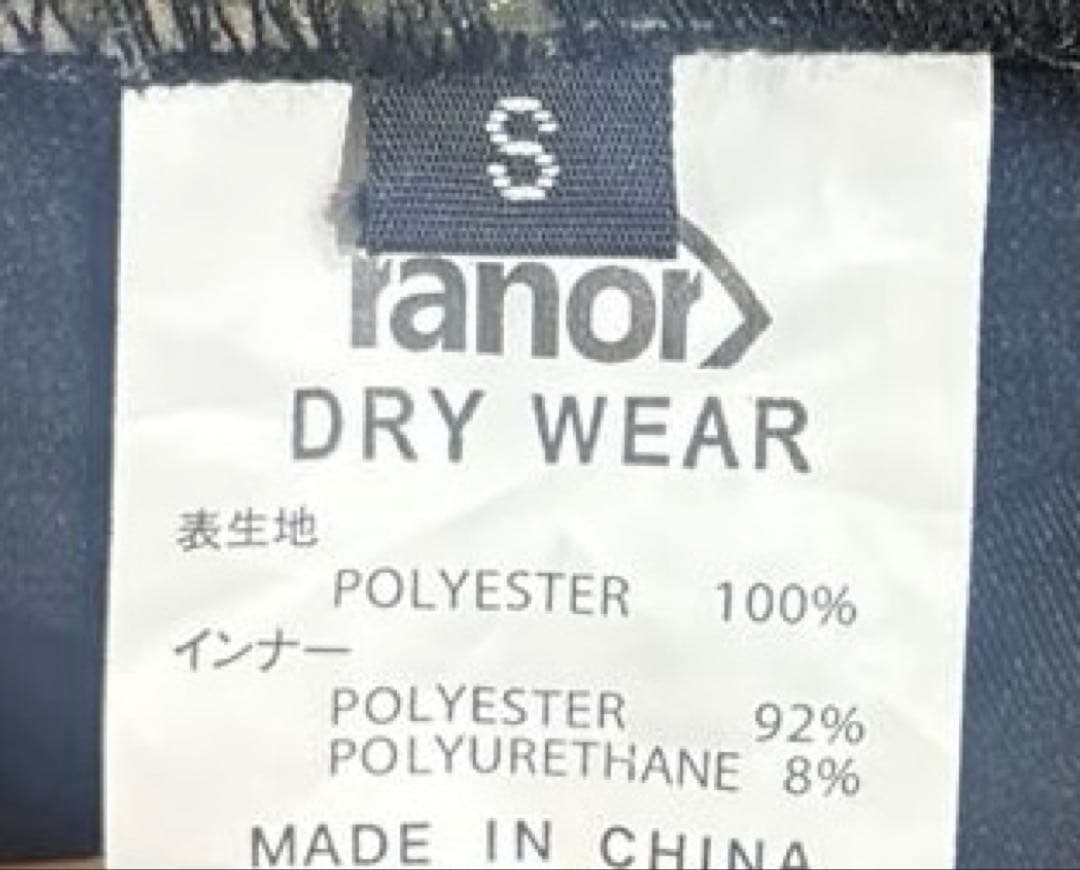 S
ranor
DRY WEAR
表生地
POLYESTER 100%
インナー
POLYESTER 92%
POLYURETHANE 8%
MADE IN CHINA